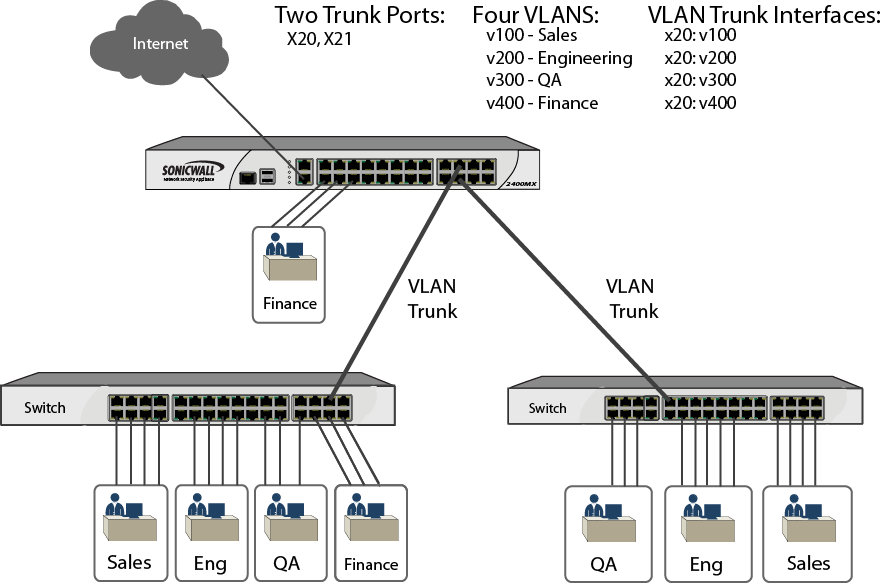 Internet
Two Trunk Ports:
X20, X21
Four VLANS:
v100 - Sales
v200 - Engineering
v300 - QA
v400 - Finance
VLAN Trunk Interfaces:
x20: v100
x20: v200
x20: v300
x20: v400
SONICWALL
Network Security Appliance
2400MX
Finance
VLAN
Trunk
VLAN
Trunk
Switch
Switch
Sales
Eng
QA
Finance
QA
Eng
Sales